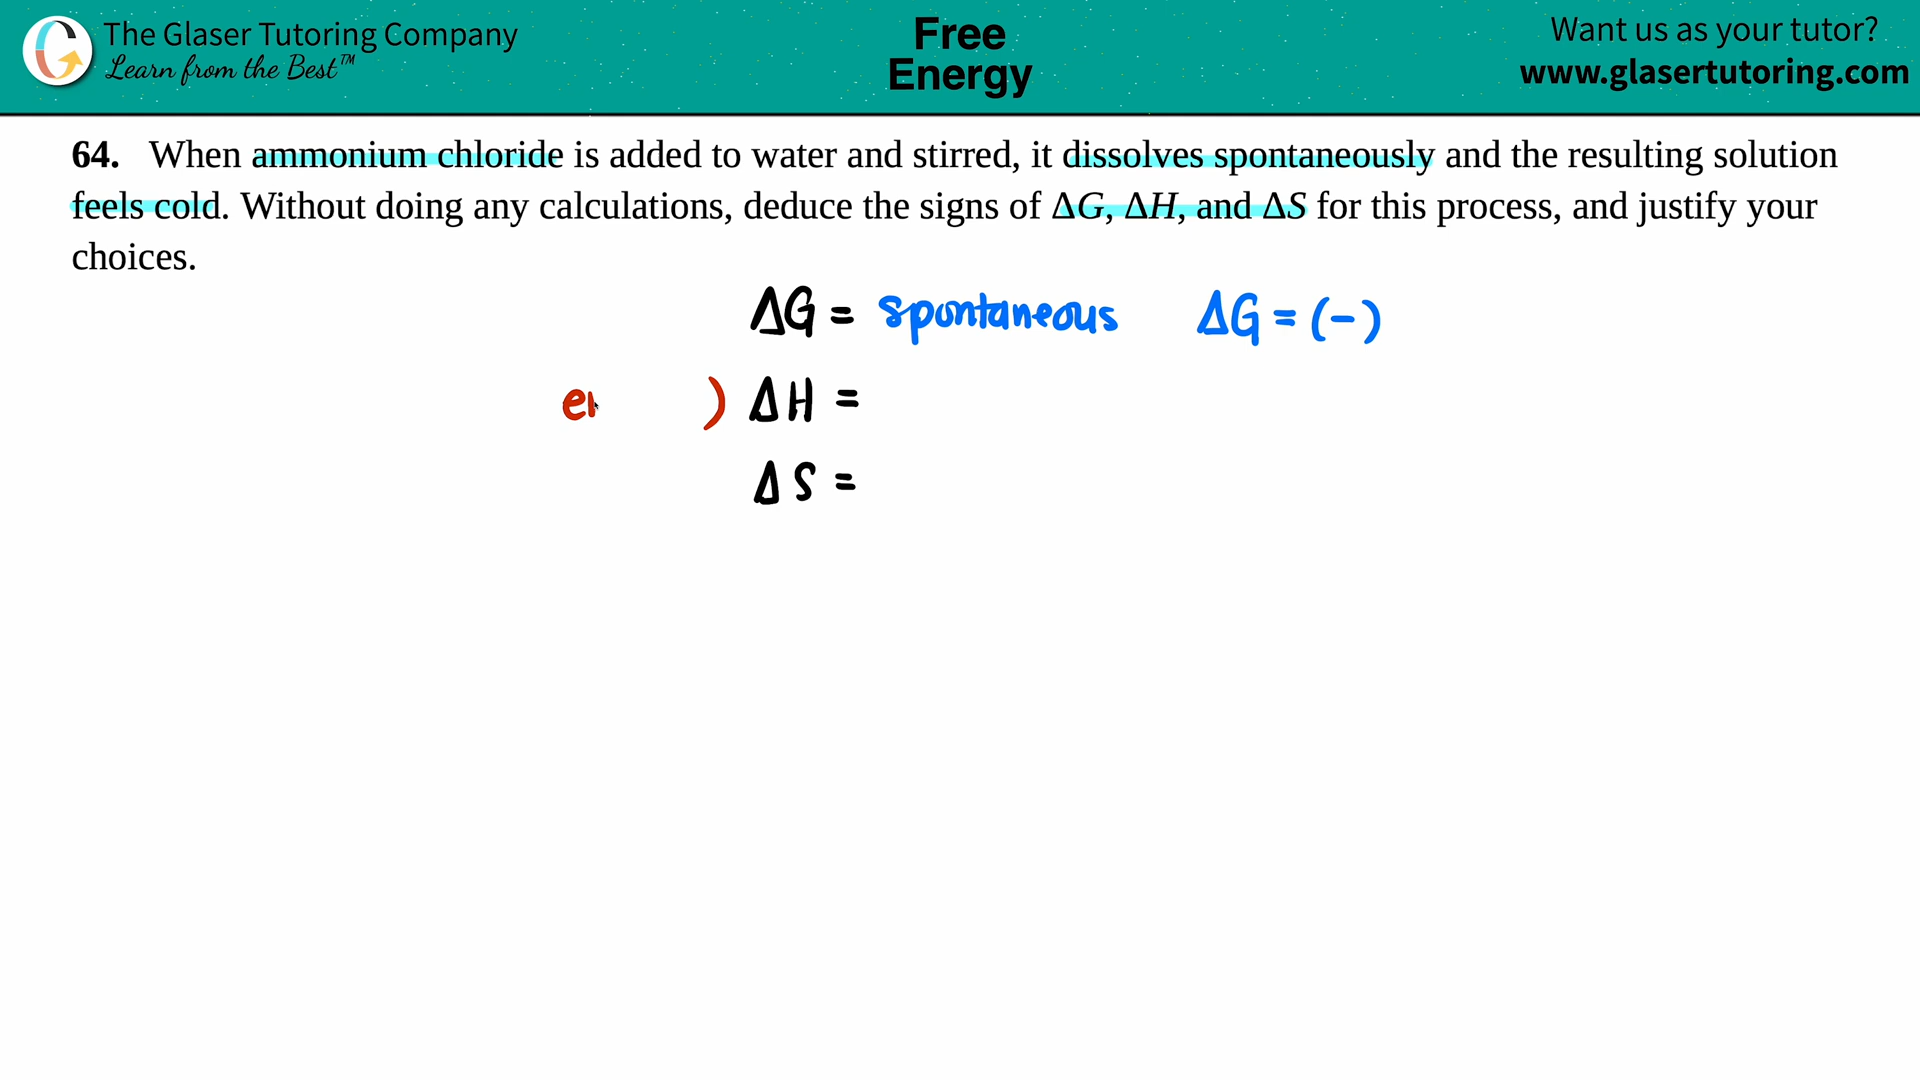 The Glaser Tutoring Company
Learn from the Best™
Free
Energy
Want us as your tutor?
www.glasertutoring.com
64. When ammonium chloride is added to water and stirred, it dissolves spontaneously and the resulting solution
feels cold. Without doing any calculations, deduce the signs of ΔG, ΔH, and ΔS for this process, and justify your
choices.
ΔG = spontaneous ΔG = (-)
en ) ΔH =
ΔS =